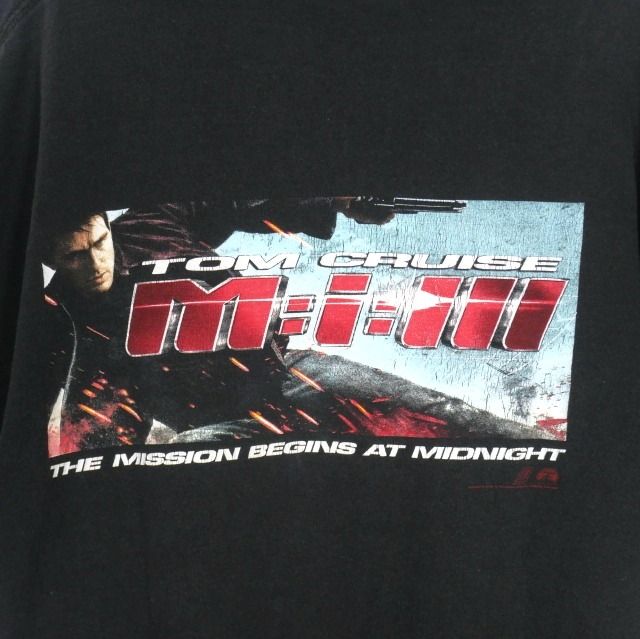 TOM CRUISE
M:i:III
THE MISSION BEGINS AT MIDNIGHT